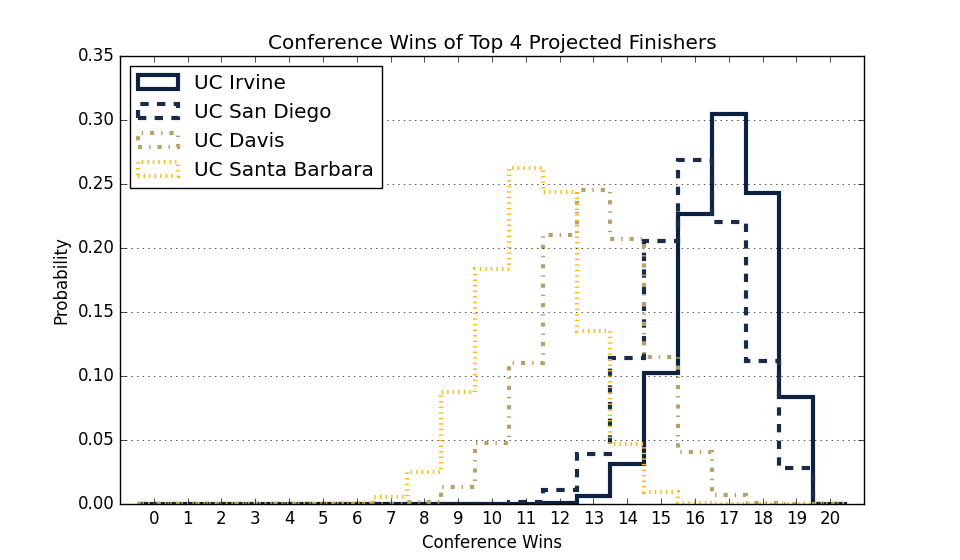 Conference Wins of Top 4 Projected Finishers
UC Irvine
UC San Diego
UC Davis
UC Santa Barbara
0.35
0.30
0.25
0.20
0.15
0.10
0.05
0.00
Probability
0 1 2 3 4 5 6 7 8 9 10 11 12 13 14 15 16 17 18 19 20
Conference Wins